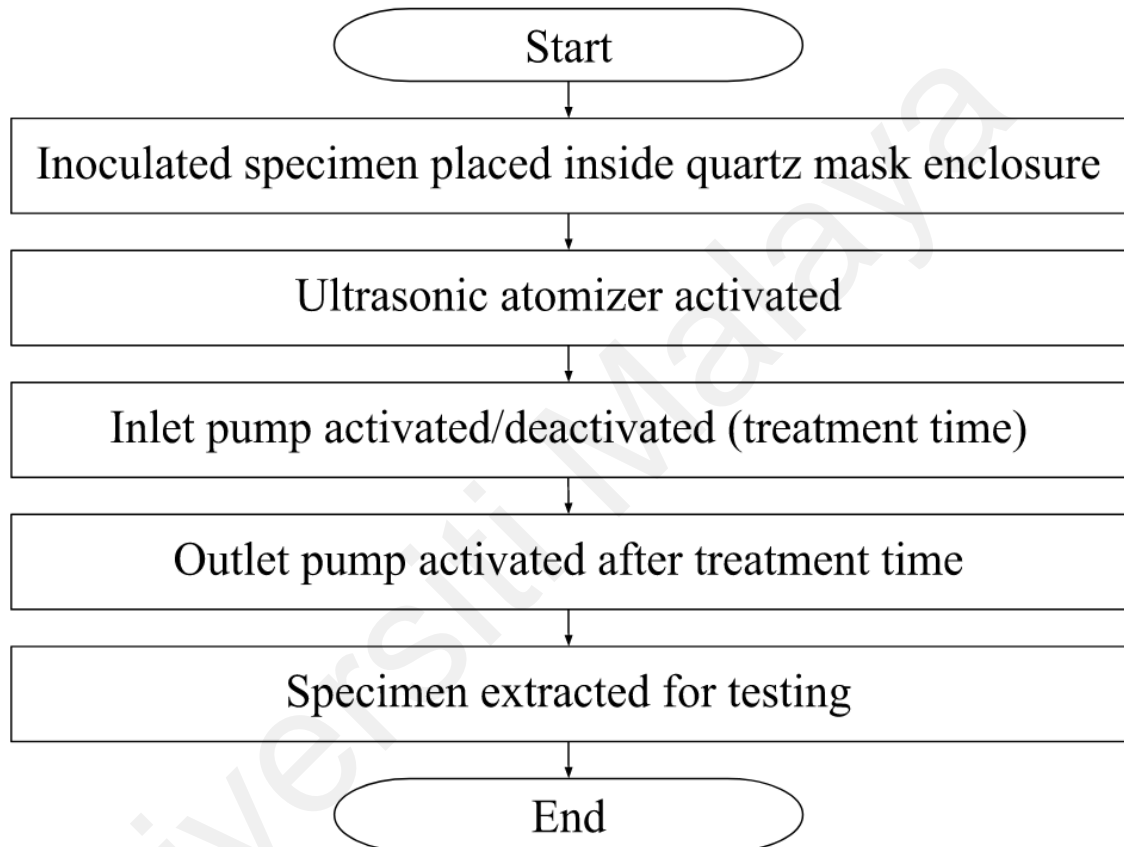 Start
Inoculated specimen placed inside quartz mask enclosure
Ultrasonic atomizer activated
Inlet pump activated/deactivated (treatment time)
Outlet pump activated after treatment time
Specimen extracted for testing
End
versiti Malaya